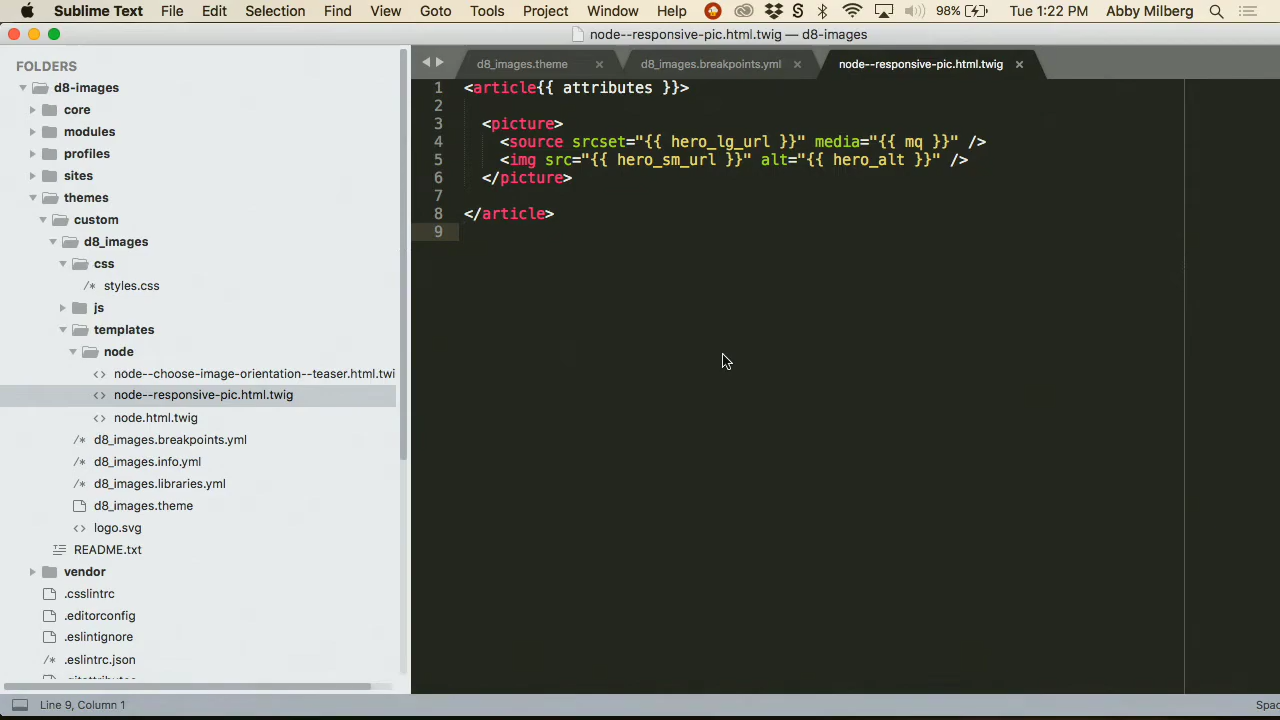 Sublime Text File Edit Selection Find View Goto Tools Project Window Help 98% Tue 1:22 PM Abby Milberg
node--responsive-pic.html.twig — d8-images
FOLDERS
d8-images
core
modules
profiles
sites
themes
custom
d8_images
css
/* styles.css
js
templates
node
<> node--choose-image-orientation--teaser.html.twi
<> node--responsive-pic.html.twig
<> node.html.twig
/* d8_images.breakpoints.yml
/* d8_images.info.yml
/* d8_images.libraries.yml
d8_images.theme
<> logo.svg
README.txt
vendor
.csslintrc
.editorconfig
.eslintignore
/* .eslintrc.json
d8_images.theme × d8_images.breakpoints.yml × node--responsive-pic.html.twig ×
1 <article{{ attributes }}>
2
3 <picture>
4 <source srcset="{{ hero_lg_url }}" media="{{ mq }}" />
5 <img src="{{ hero_sm_url }}" alt="{{ hero_alt }}" />
6 </picture>
7
8 </article>
9
Line 9, Column 1 Spac